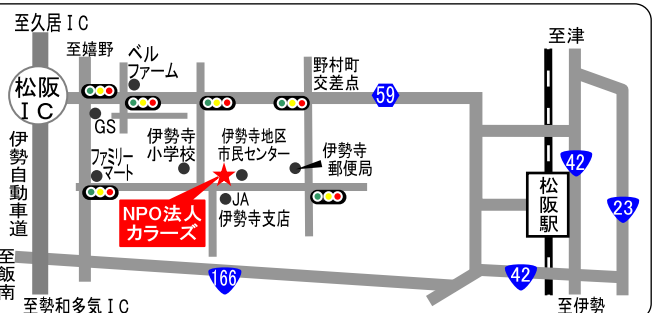 至久居IC
至嬉野
ベル
ファーム
野村町
交差点
至津
松阪
IC
59
GS
伊勢寺
小学校
伊勢寺地区
市民センター
伊勢寺
郵便局
42
伊勢自動車道
ファミリー
マート
松阪駅
23
NPO法人
カラーズ
JA
伊勢寺支店
至飯南
166
42
至勢和多気IC
至伊勢